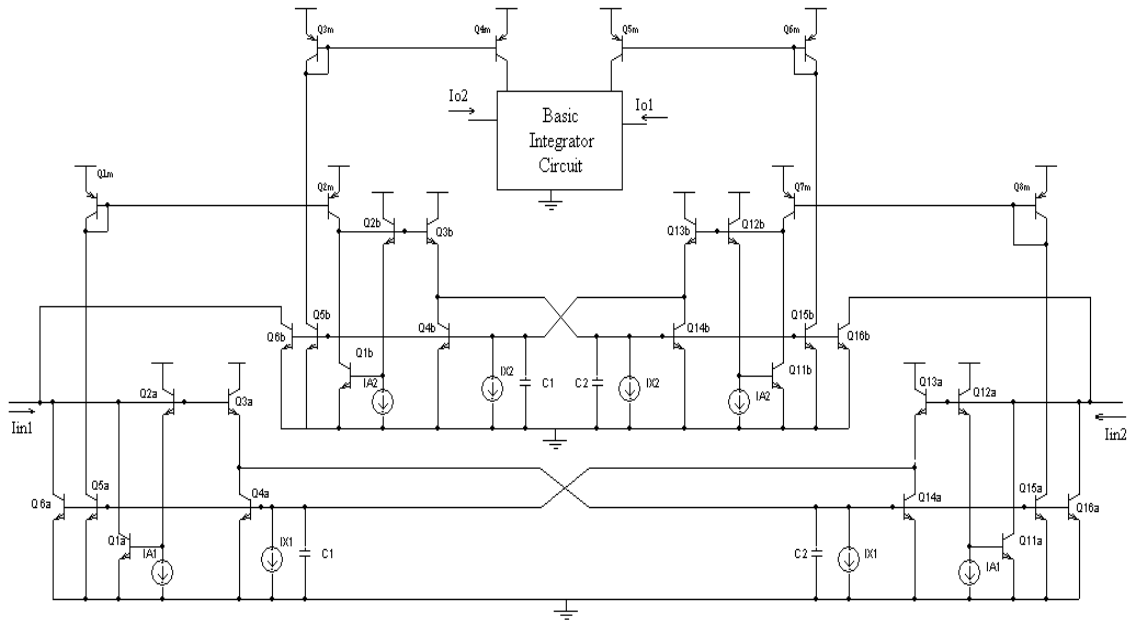 Q3m
Q4m
Q5m
Q6m
Io2
Io1
Basic
Integrator
Circuit
Q1m
Q2m
Q7m
Q8m
Q2b
Q3b
Q13b
Q12b
Q6b
Q5b
Q4b
Q14b
Q15b
Q16b
Q1b
IA2
IX2
C1
C2
IX2
IA2
Q11b
Q2a
Q3a
Q13a
Q12a
Iin1
Iin2
Q6a
Q5a
Q4a
Q14a
Q15a
Q16a
Q1a
IA1
IX1
C1
C2
IX1
IA1
Q11a